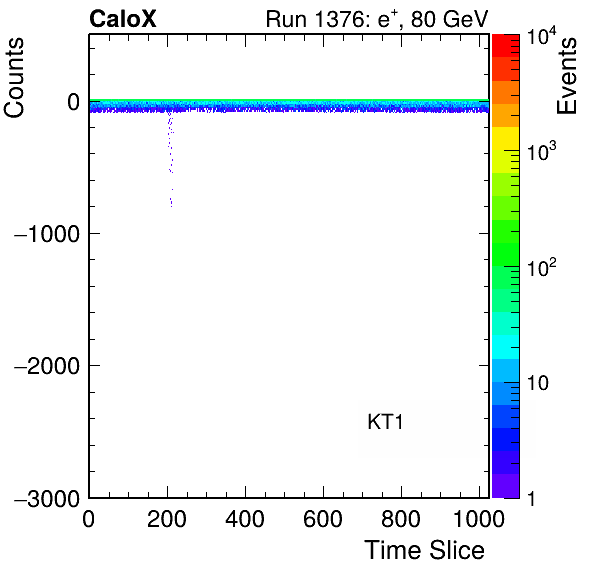 CaloX Run 1376: e⁺, 80 GeV
Counts
0
−1000
−2000
−3000
0 200 400 600 800 1000
Time Slice
KT1
Events
10⁴
10³
10²
10
1